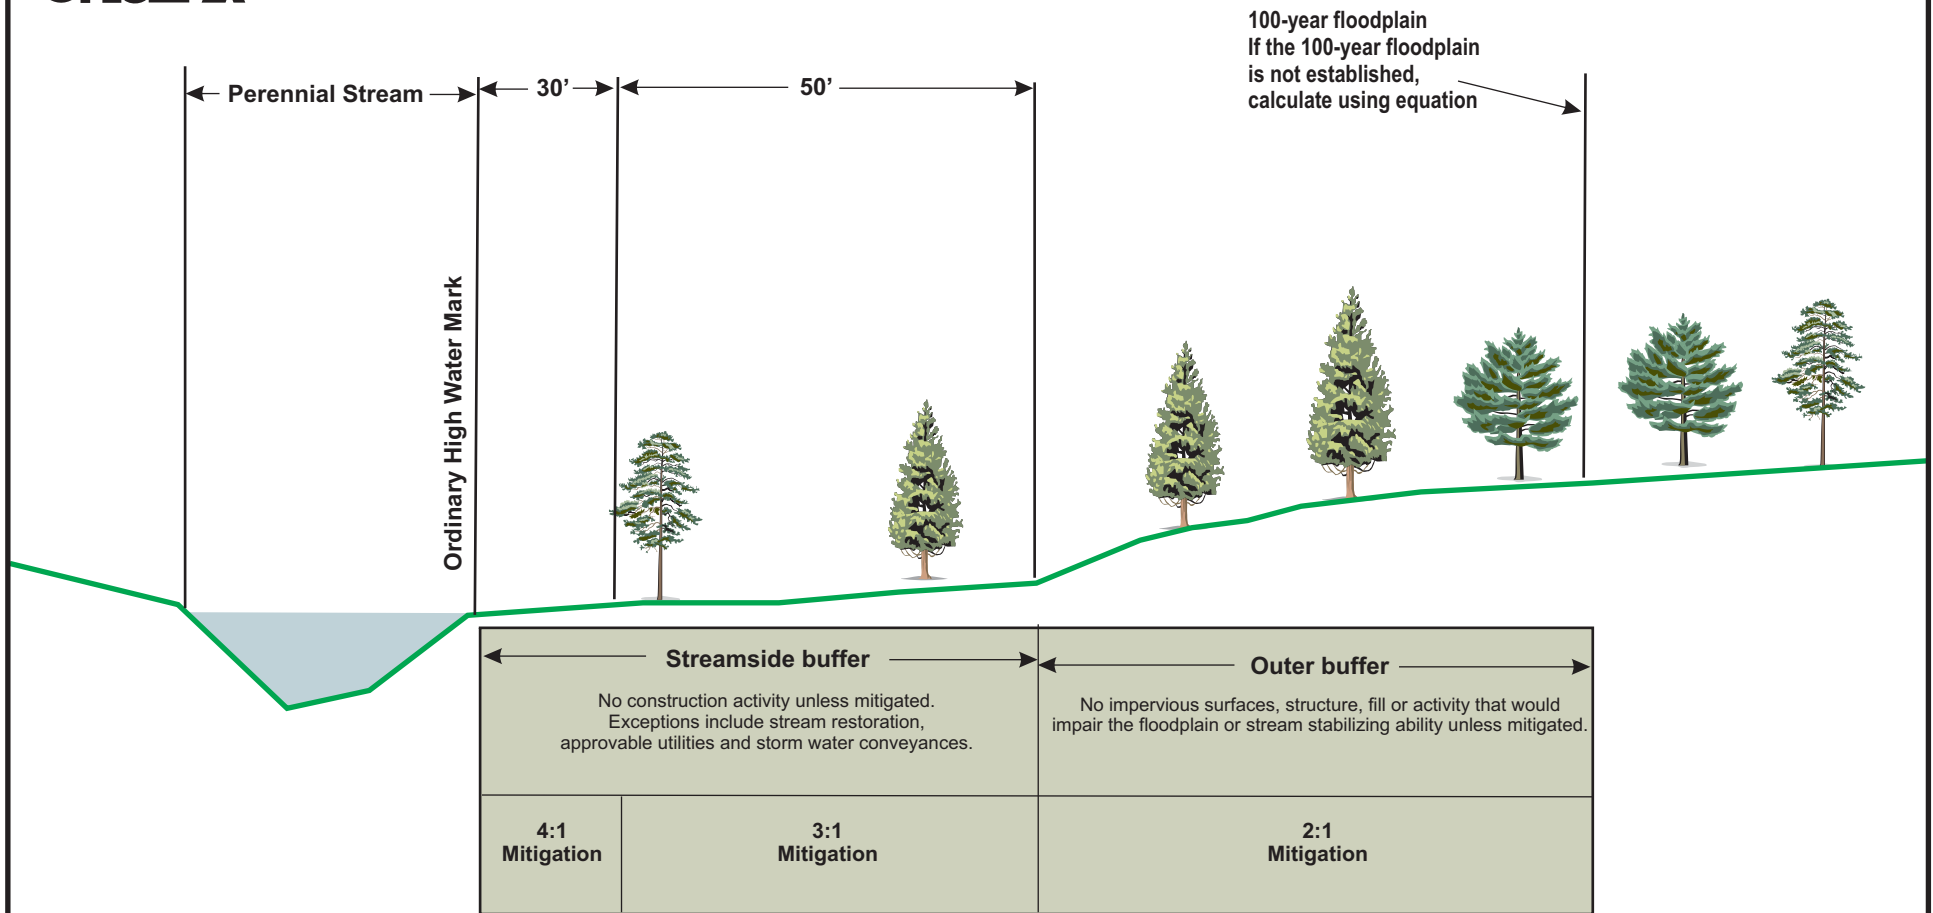 100-year floodplain
If the 100-year floodplain
is not established,
calculate using equation
Perennial Stream
30’
50’
Ordinary High Water Mark
Streamside buffer
No construction activity unless mitigated.
Exceptions include stream restoration,
approvable utilities and storm water conveyances.
Outer buffer
No impervious surfaces, structure, fill or activity that would
impair the floodplain or stream stabilizing ability unless mitigated.
4:1
Mitigation
3:1
Mitigation
2:1
Mitigation